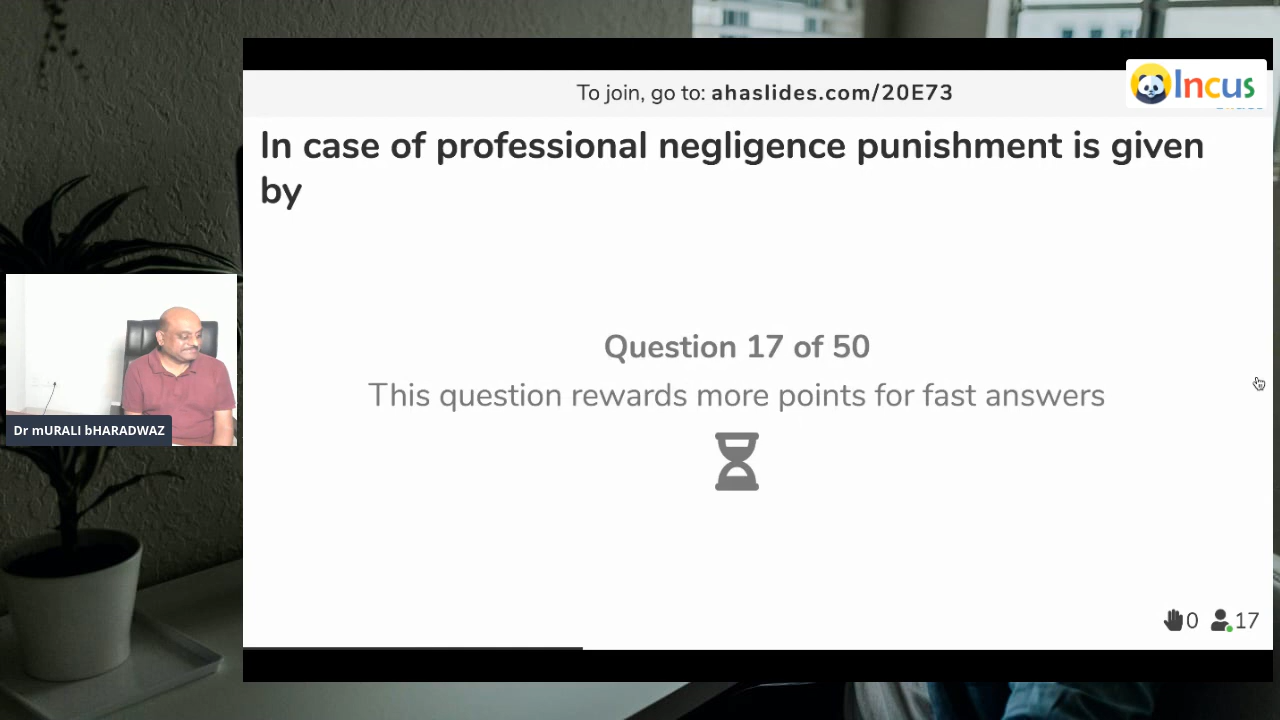 To join, go to: ahaslides.com/20E73
Incus
In case of professional negligence punishment is given
by
Question 17 of 50
This question rewards more points for fast answers
Dr mURALI bHARADWAZ
0 17